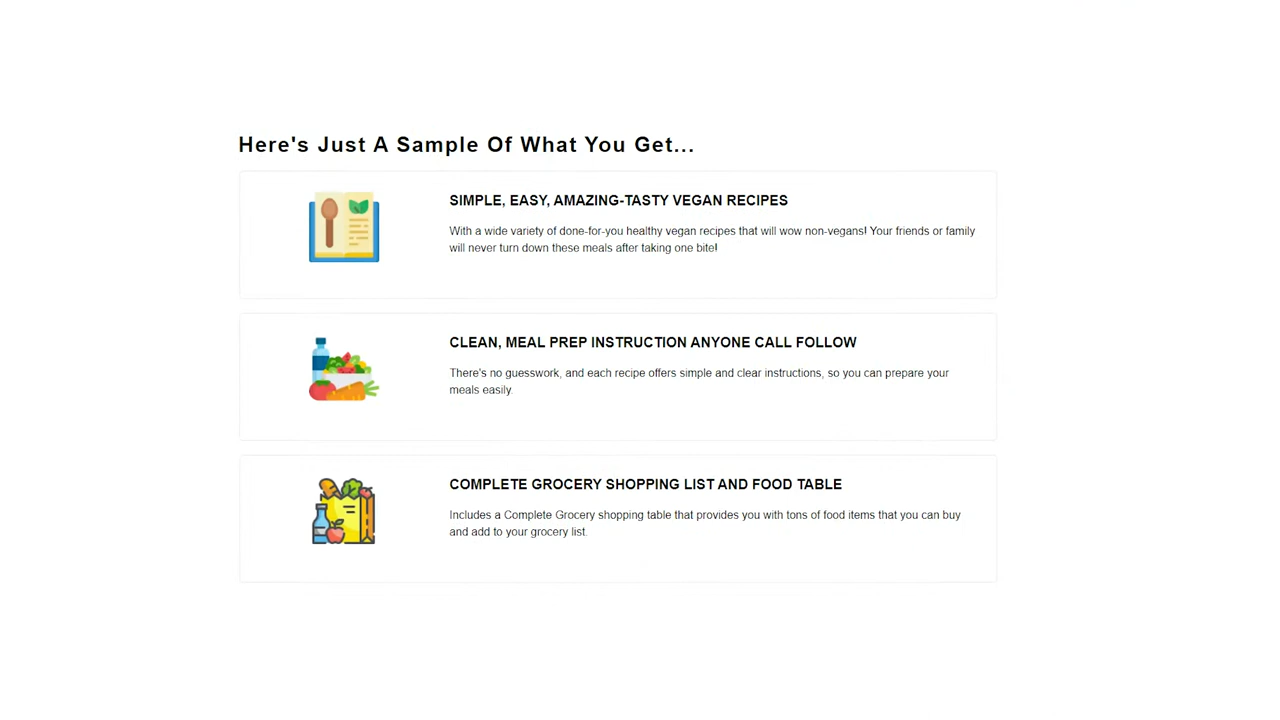 Here's Just A Sample Of What You Get...
SIMPLE, EASY, AMAZING-TASTY VEGAN RECIPES
With a wide variety of done-for-you healthy vegan recipes that will wow non-vegans! Your friends or family
will never turn down these meals after taking one bite!
CLEAN, MEAL PREP INSTRUCTION ANYONE CALL FOLLOW
There's no guesswork, and each recipe offers simple and clear instructions, so you can prepare your
meals easily.
COMPLETE GROCERY SHOPPING LIST AND FOOD TABLE
Includes a Complete Grocery shopping table that provides you with tons of food items that you can buy
and add to your grocery list.